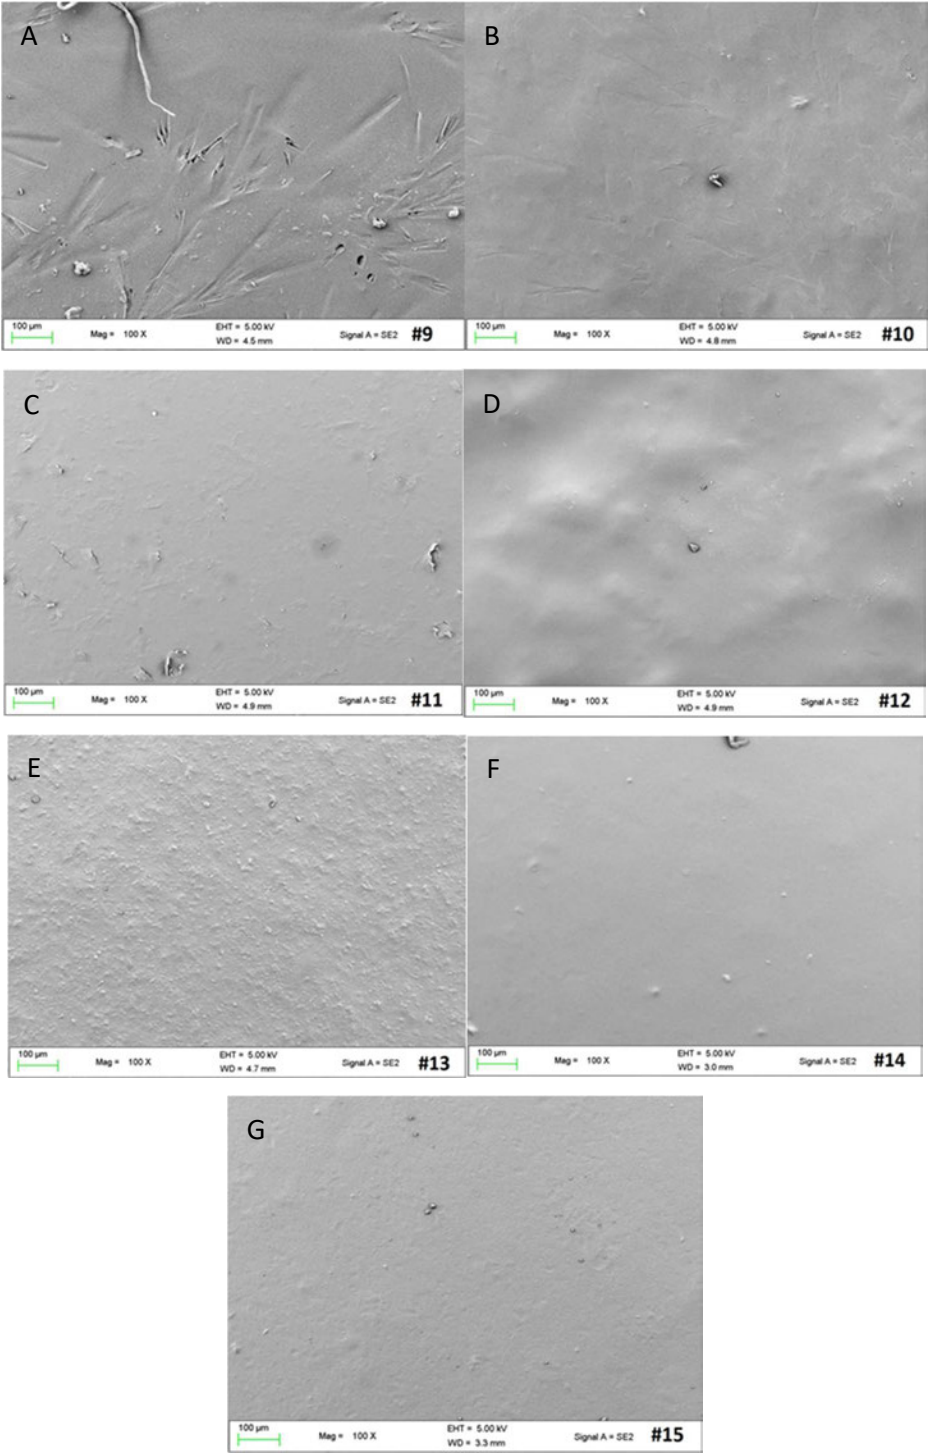 A
100 µm
Mag = 100 X
EHT = 5.00 kV
WD = 4.5 mm
Signal A = SE2
#9
B
100 µm
Mag = 100 X
EHT = 5.00 kV
WD = 4.8 mm
Signal A = SE2
#10
C
100 µm
Mag = 100 X
EHT = 5.00 kV
WD = 4.9 mm
Signal A = SE2
#11
D
100 µm
Mag = 100 X
EHT = 5.00 kV
WD = 4.9 mm
Signal A = SE2
#12
E
100 µm
Mag = 100 X
EHT = 5.00 kV
WD = 4.7 mm
Signal A = SE2
#13
F
100 µm
Mag = 100 X
EHT = 5.00 kV
WD = 3.0 mm
Signal A = SE2
#14
G
100 µm
Mag = 100 X
EHT = 5.00 kV
WD = 3.3 mm
Signal A = SE2
#15